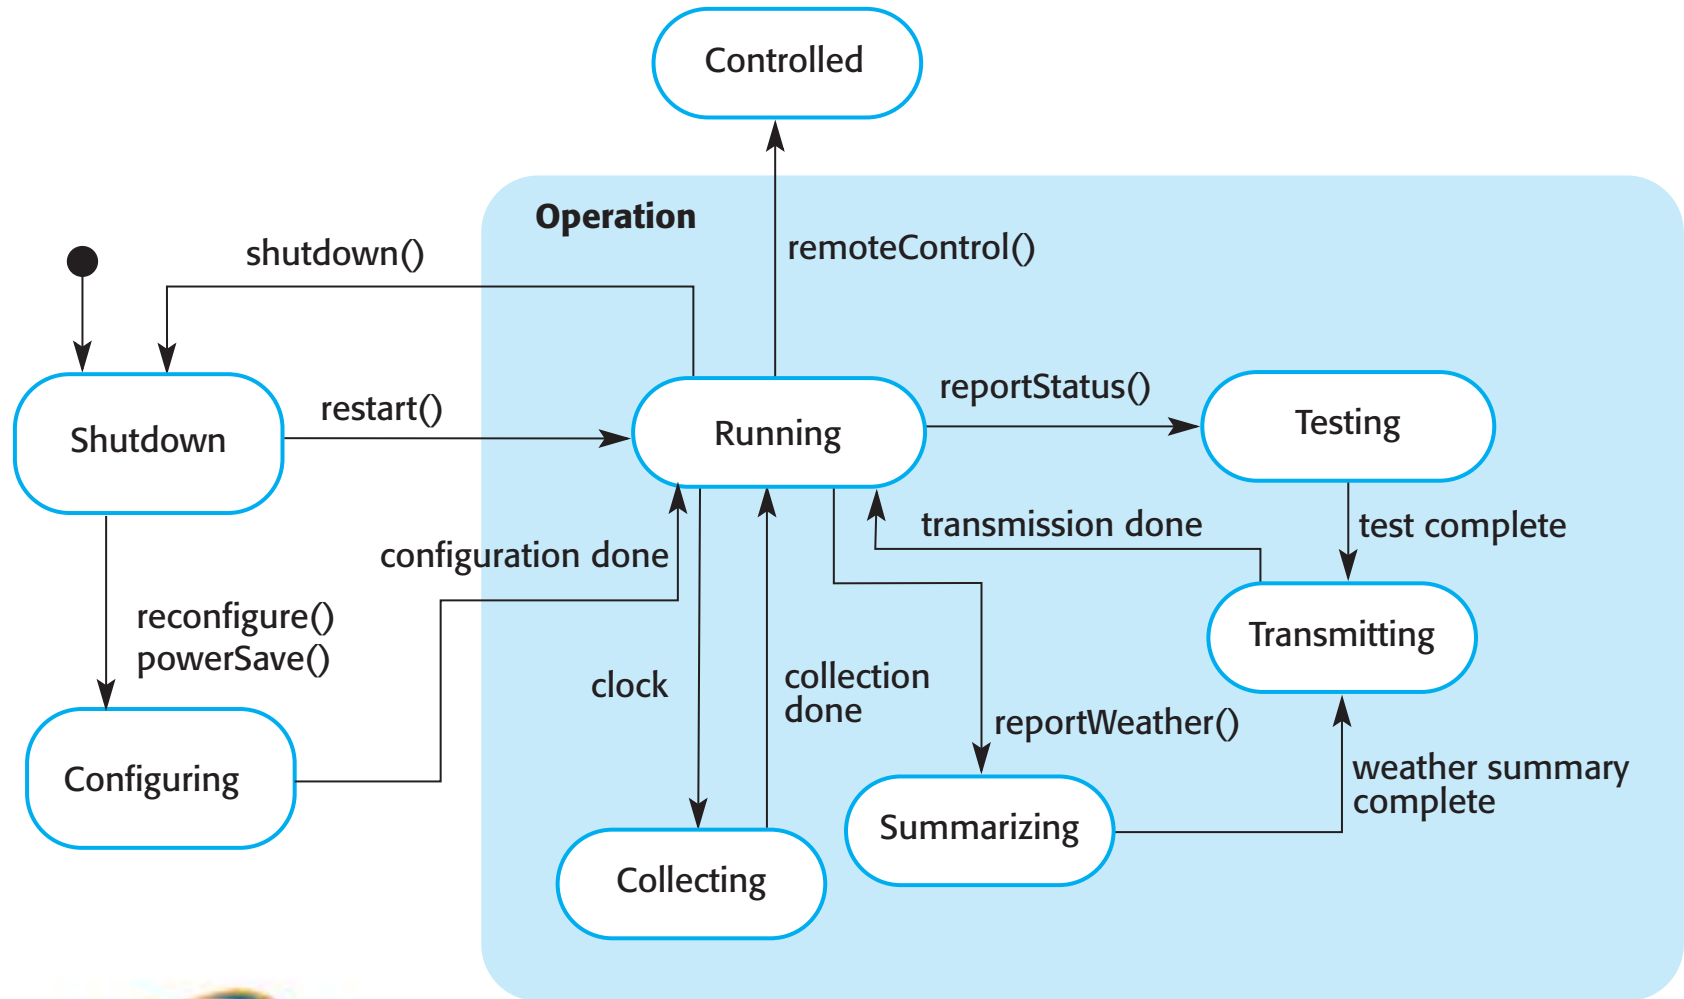 Controlled
Operation
shutdown()
remoteControl()
restart()
reportStatus()
Shutdown
Running
Testing
transmission done
test complete
configuration done
reconfigure()
powerSave()
Transmitting
clock
collection
done
reportWeather()
Configuring
weather summary
complete
Summarizing
Collecting